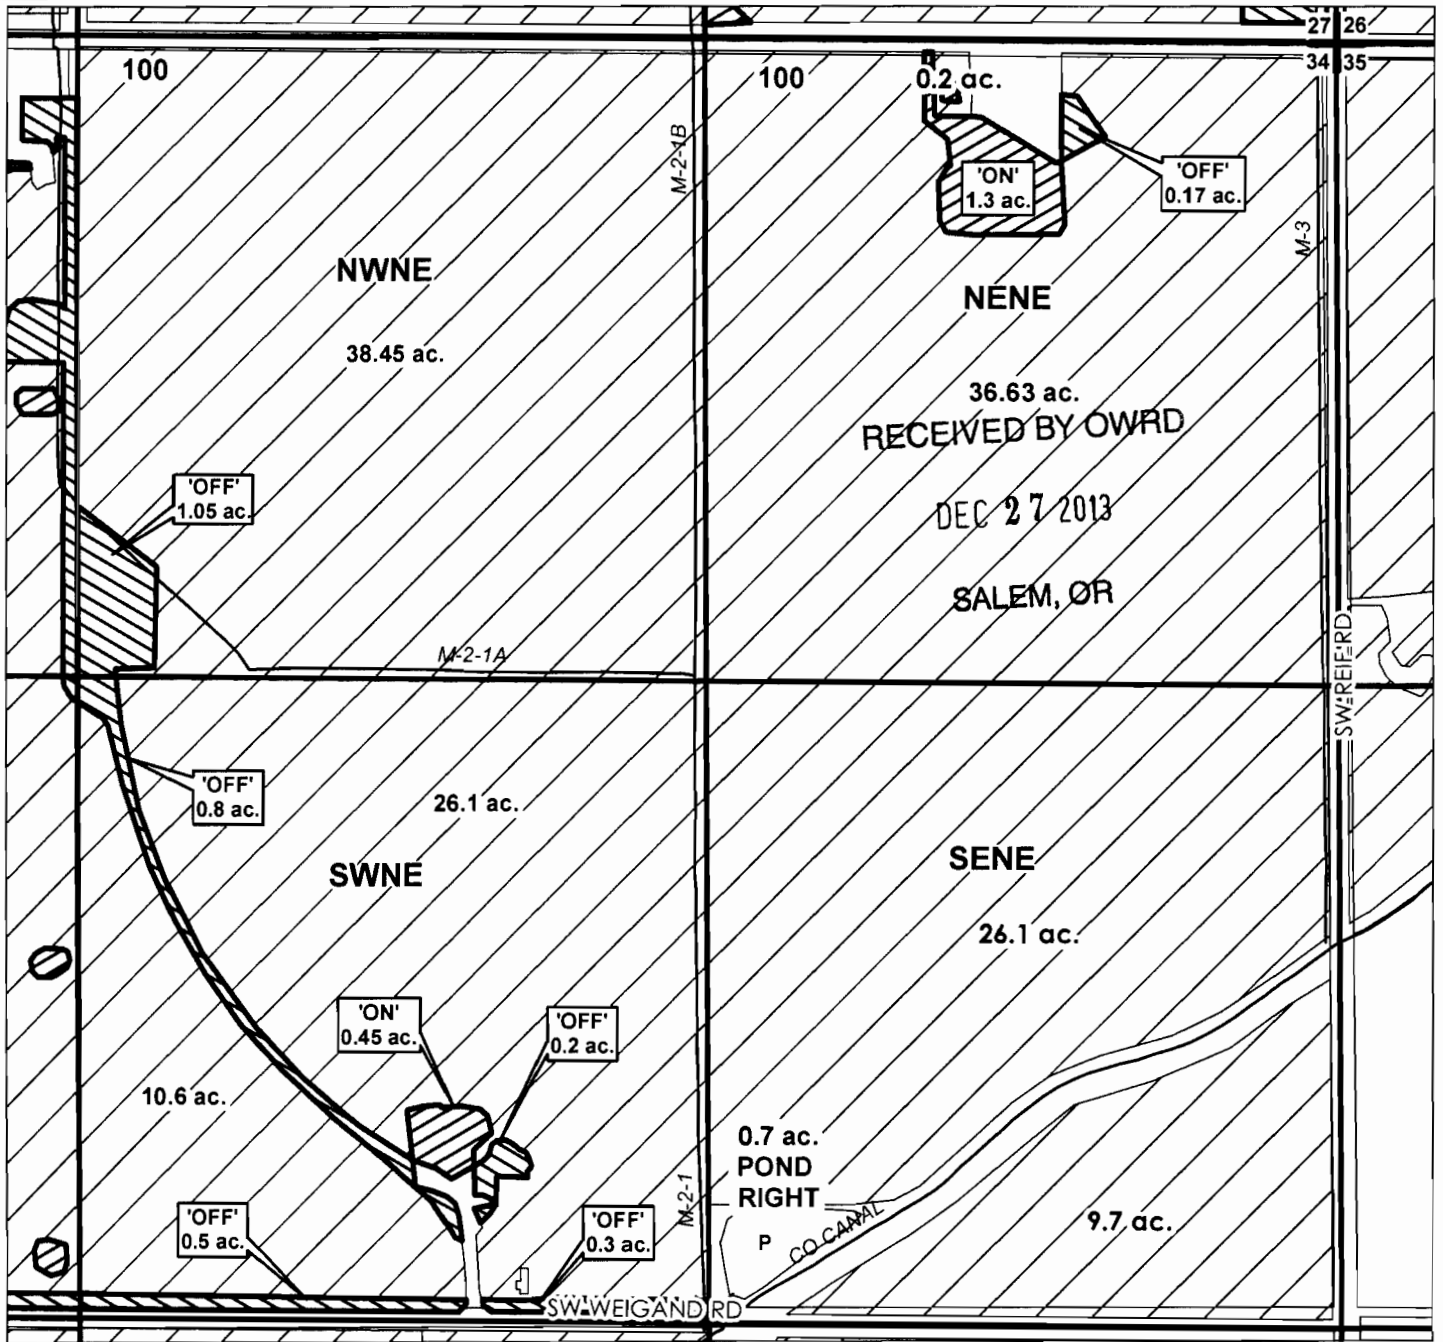 27 26
34 35
100
100
0.2 ac.
M-2-1B
'ON'
1.3 ac.
'OFF'
0.17 ac.
M-3
NWNE
38.45 ac.
NENE
36.63 ac.
RECEIVED BY OWRD
DEC 27 2013
SALEM, OR
'OFF'
1.05 ac.
M-2-1A
SW REIF RD
'OFF'
0.8 ac.
26.1 ac.
SWNE
SENE
26.1 ac.
'ON'
0.45 ac.
'OFF'
0.2 ac.
10.6 ac.
0.7 ac.
POND
RIGHT
M-2-1
P
CO CANAL
9.7 ac.
'OFF'
0.5 ac.
'OFF'
0.3 ac.
SW WEIGAND RD